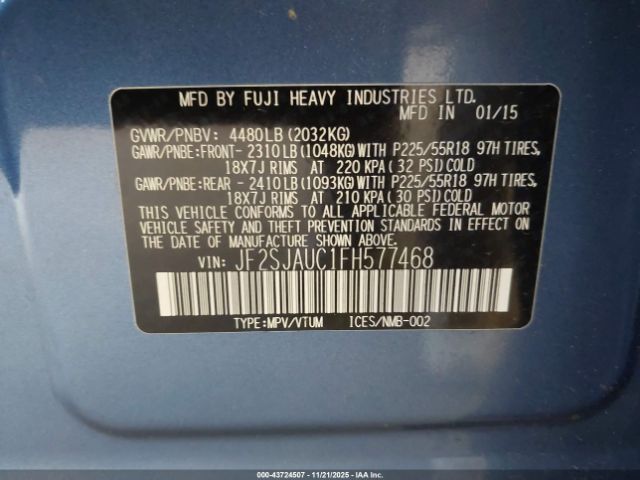 MFD BY FUJI HEAVY INDUSTRIES LTD.
MFD IN 01/15
GVWR/PNBV: 4480LB(2032KG)
GAWR/PNBE:FRONT- 2310LB(1048KG)WITH P225/55R18 97H TIRES,
18X7J RIMS AT 220 KPA(32 PSI)COLD
GAWR/PNBE:REAR - 2410LB(1093KG)WITH P225/55R18 97H TIRES,
18X7J RIMS AT 210 KPA(30 PSI)COLD
THIS VEHICLE CONFORMS TO ALL APPLICABLE FEDERAL MOTOR
VEHICLE SAFETY AND THEFT PREVENTION STANDARDS IN EFFECT ON
THE DATE OF MANUFACTURE SHOWN ABOVE.
VIN: JF2SJAUC1FH577468
TYPE:MPV/VTUM ICES/NMB-002
000-43724507 - 11/21/2025 - IAAI.COM